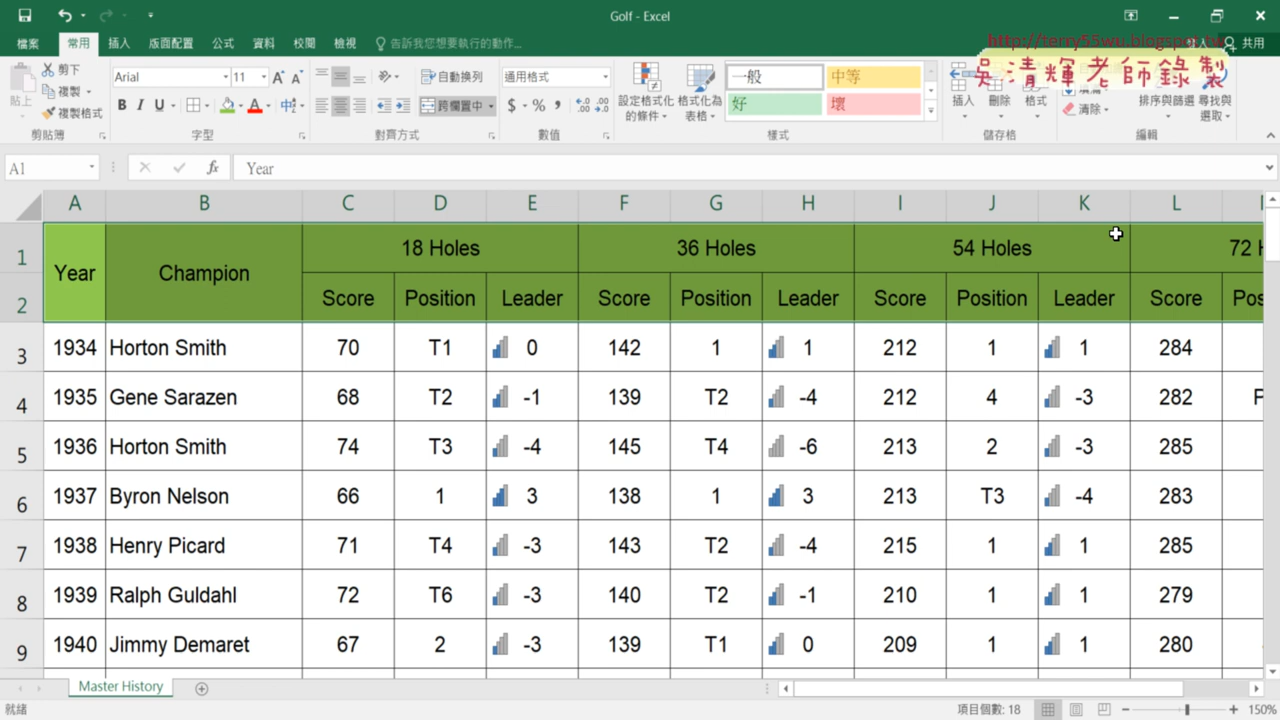 Golf - Excel
http://terry55wu.blogspot.tw
檔案 常用 插入 版面配置 公式 資料 校閱 檢視 告訴我您想要執行的動作... 共用
吳清輝老師錄製
剪下
複製
複製格式
貼上
剪貼簿
Arial 11
B I U
字型
自動換列
跨欄置中
對齊方式
通用格式
$ % ,
數值
設定格式化的條件
格式化為表格
一般 中等
好 壞
樣式
插入 刪除 格式
儲存格
清除
排序與篩選 尋找與選取
編輯
A1 fx Year
A B C D E F G H I J K L
1 Year Champion 18 Holes 36 Holes 54 Holes 72
2 Score Position Leader Score Position Leader Score Position Leader Score Pos
3 1934 Horton Smith 70 T1 0 142 1 1 212 1 1 284
4 1935 Gene Sarazen 68 T2 -1 139 T2 -4 212 4 -3 282 P
5 1936 Horton Smith 74 T3 -4 145 T4 -6 213 2 -3 285
6 1937 Byron Nelson 66 1 3 138 1 3 213 T3 -4 283
7 1938 Henry Picard 71 T4 -3 143 T2 -4 215 1 1 285
8 1939 Ralph Guldahl 72 T6 -3 140 T2 -1 210 1 1 279
9 1940 Jimmy Demaret 67 2 -3 139 T1 0 209 1 1 280
Master History
就緒 項目個數: 18 150%